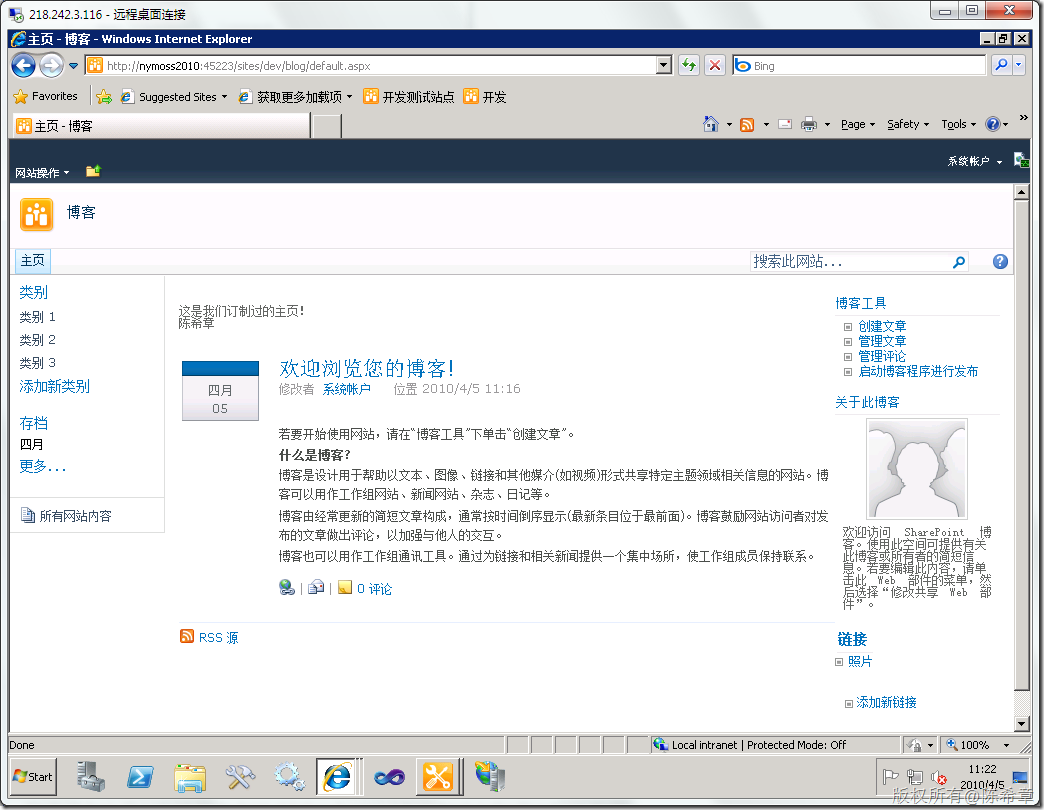 218.242.3.116 - 远程桌面连接
主页 - 博客 - Windows Internet Explorer
http://nymoss2010:45223/sites/dev/blog/default.aspx
Bing
Favorites
Suggested Sites
获取更多加载项
开发测试站点
开发
主页 - 博客
Page
Safety
Tools
网站操作
系统帐户
博客
主页
搜索此网站...
类别
类别 1
类别 2
类别 3
添加新类别
存档
四月
更多...
所有网站内容
这是我们订制过的主页!
陈希章
四月
05
欢迎浏览您的博客!
修改者 系统帐户 位置 2010/4/5 11:16
若要开始使用网站，请在“博客工具”下单击“创建文章”。
什么是博客?
博客是设计用于帮助以文本、图像、链接和其他媒介(如视频)形式共享特定主题领域相关信息的网站。博
客可以用作工作组网站、新闻网站、杂志、日记等。
博客由经常更新的简短文章构成，通常按时间倒序显示(最新条目位于最前面)。博客鼓励网站访问者对发
布的文章做出评论，以加强与他人的交互。
博客也可以用作工作组通讯工具。通过为链接和相关新闻提供一个集中场所，使工作组成员保持联系。
0 评论
RSS 源
博客工具
创建文章
管理文章
管理评论
启动博客程序进行发布
关于此博客
欢迎访问 SharePoint 博
客。使用此空间可提供有关
此博客或所有者的简短信
息。若要编辑此内容，请单
击此 Web 部件的菜单，然
后选择“修改共享 Web 部
件”。
链接
照片
添加新链接
Done
Local intranet | Protected Mode: Off
100%
Start
11:22
2010/4/5
版权所有@陈希章